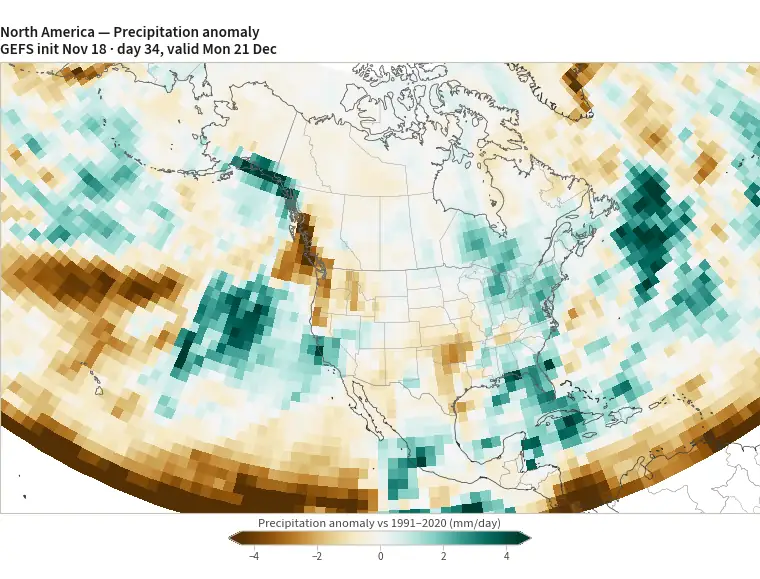 North America — Precipitation anomaly
GEFS init Nov 18 · day 34, valid Mon 21 Dec
Precipitation anomaly vs 1991–2020 (mm/day)
−4 −2 0 2 4